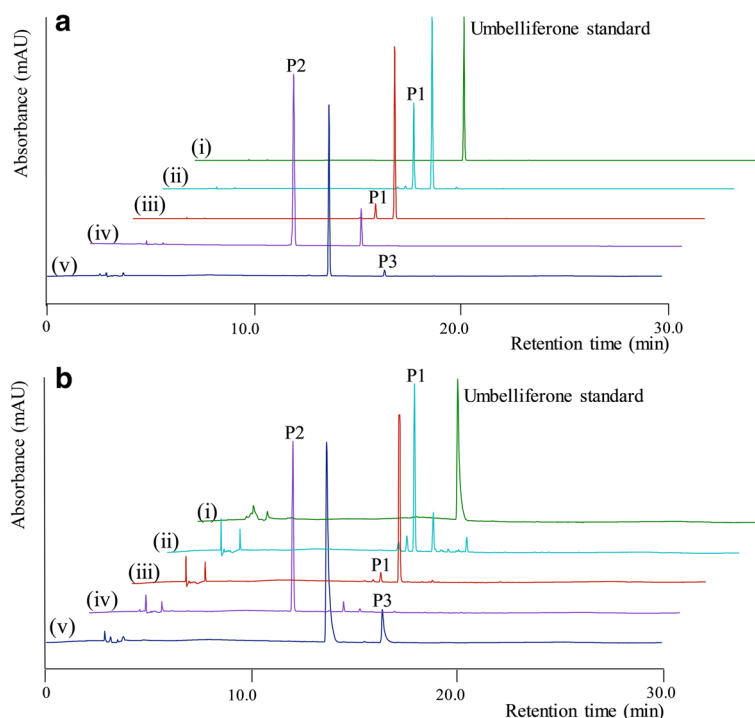 a
Umbelliferone standard
P2
P1
(i)
(ii)
P1
(iii)
(iv)
(v)
P3
Absorbance (mAU)
0
10.0
20.0
30.0
Retention time (min)
b
P1
Umbelliferone standard
P2
(i)
(ii)
P1
(iii)
P3
(iv)
(v)
Absorbance (mAU)
0
10.0
20.0
30.0
Retention time (min)